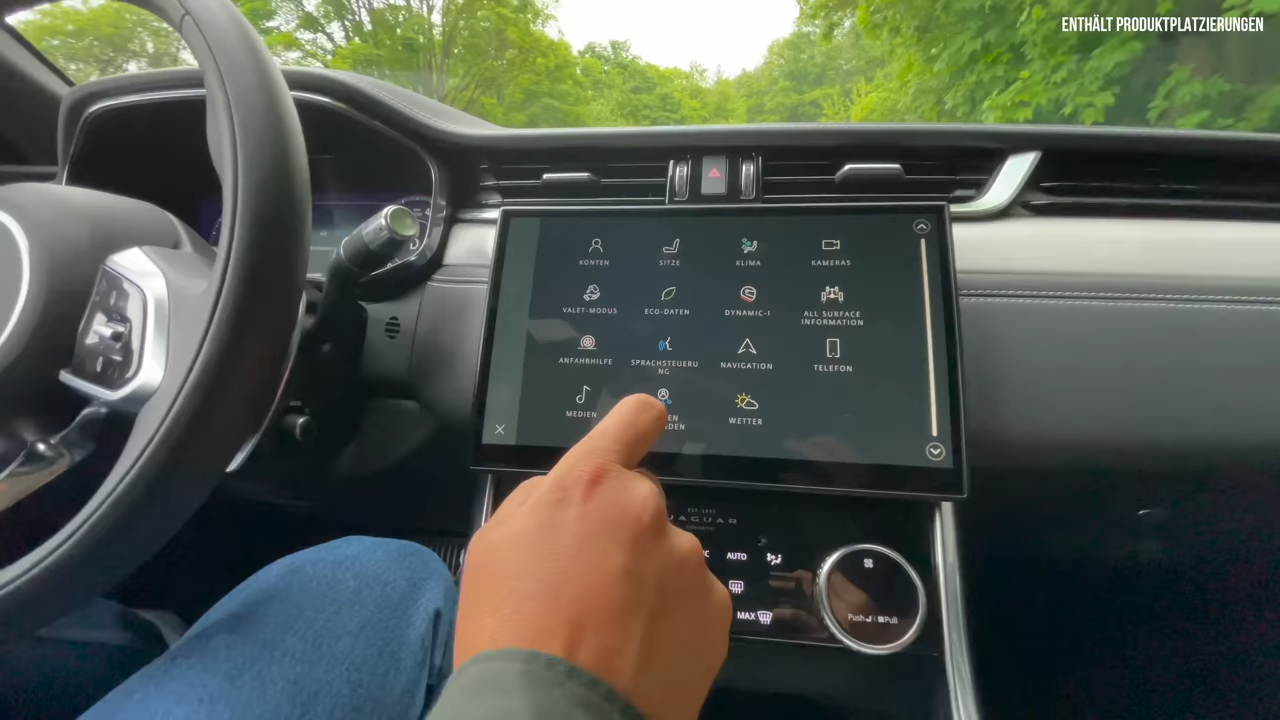 ENTHÄLT PRODUKTPLATZIERUNGEN
KONTEN
SITZE
KLIMA
KAMERAS
VALET-MODUS
ECO-DATEN
DYNAMIC-I
ALL SURFACE
INFORMATION
ANFAHRHILFE
SPRACHSTEUERU
NG
NAVIGATION
TELEFON
MEDIEN
WETTER
JAGUAR
AUTO
MAX
Push Pull